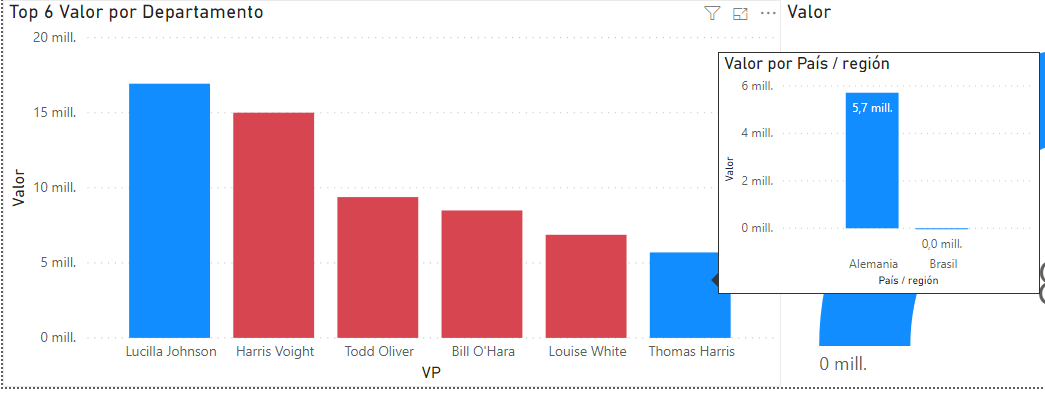 Top 6 Valor por Departamento
20 mill.
15 mill.
10 mill.
5 mill.
0 mill.
Valor
Lucilla Johnson
Harris Voight
Todd Oliver
Bill O'Hara
Louise White
Thomas Harris
VP
Valor
Valor por País / región
6 mill.
4 mill.
2 mill.
0 mill.
Valor
5,7 mill.
0,0 mill.
Alemania
Brasil
País / región
0 mill.